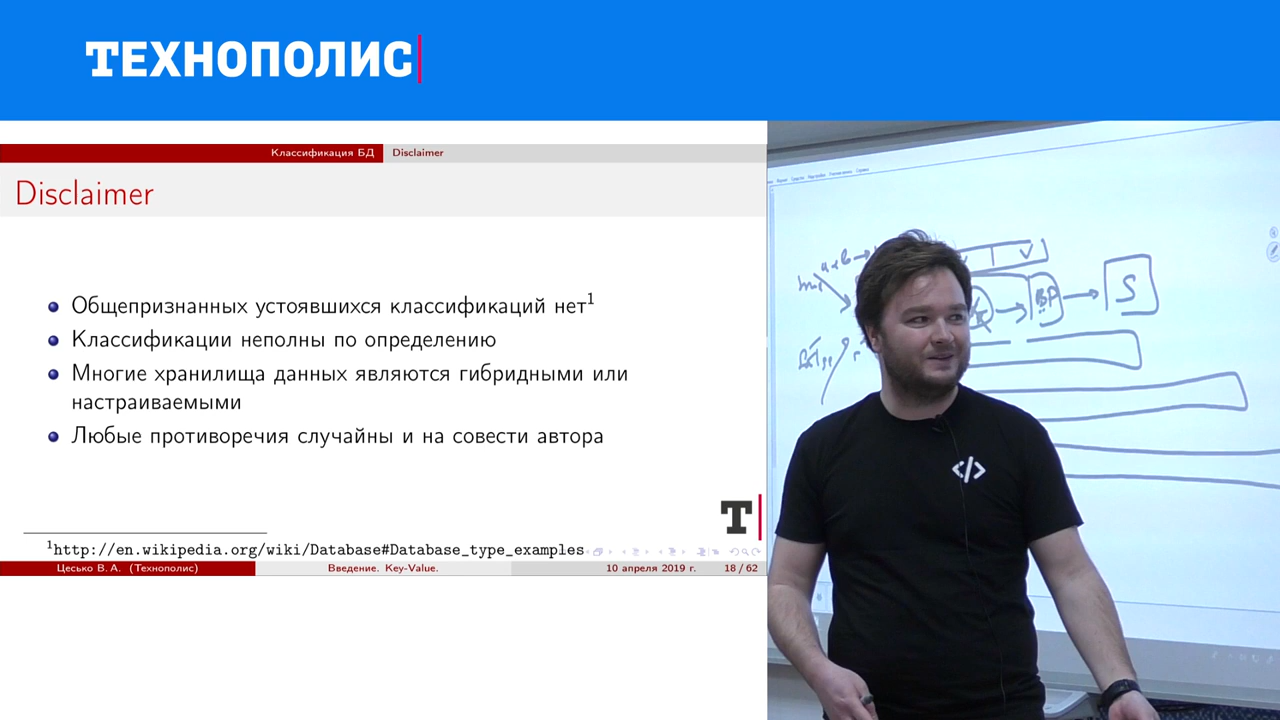 ТЕХНОПОЛИС
Классификация БД
Disclaimer
Disclaimer
Общепризнанных устоявшихся классификаций нет¹
Классификации неполны по определению
Многие хранилища данных являются гибридными или
настраиваемыми
Любые противоречия случайны и на совести автора
T
¹http://en.wikipedia.org/wiki/Database#Database_type_examples
Цесько В. А. (Технополис)
Введение. Key-Value.
10 апреля 2019 г.
18 / 62
</ >
S